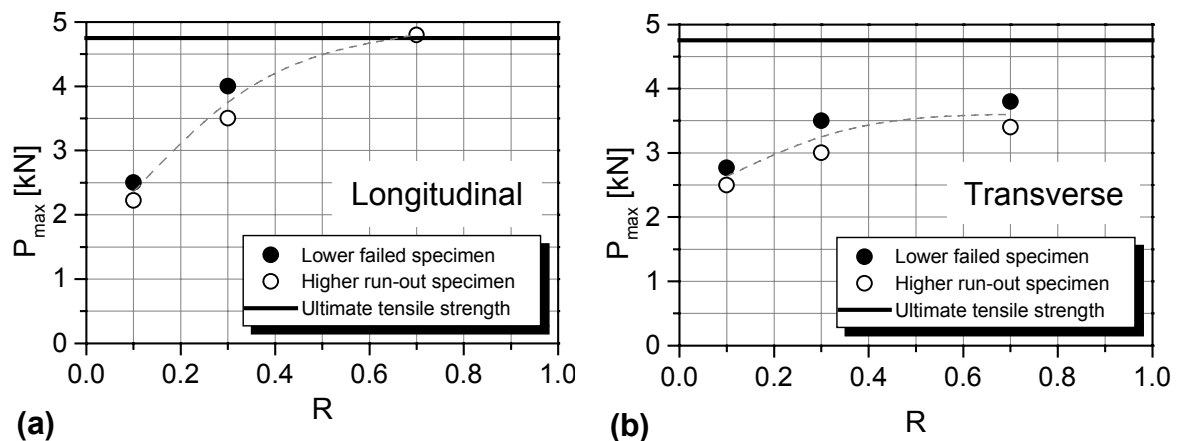 5
4
3
2
1
0
P_max [kN]
Longitudinal
Lower failed specimen
Higher run-out specimen
Ultimate tensile strength
0.0 0.2 0.4 0.6 0.8 1.0
R
(a)
5
4
3
2
1
0
P_max [kN]
Transverse
Lower failed specimen
Higher run-out specimen
Ultimate tensile strength
0.0 0.2 0.4 0.6 0.8 1.0
R
(b)